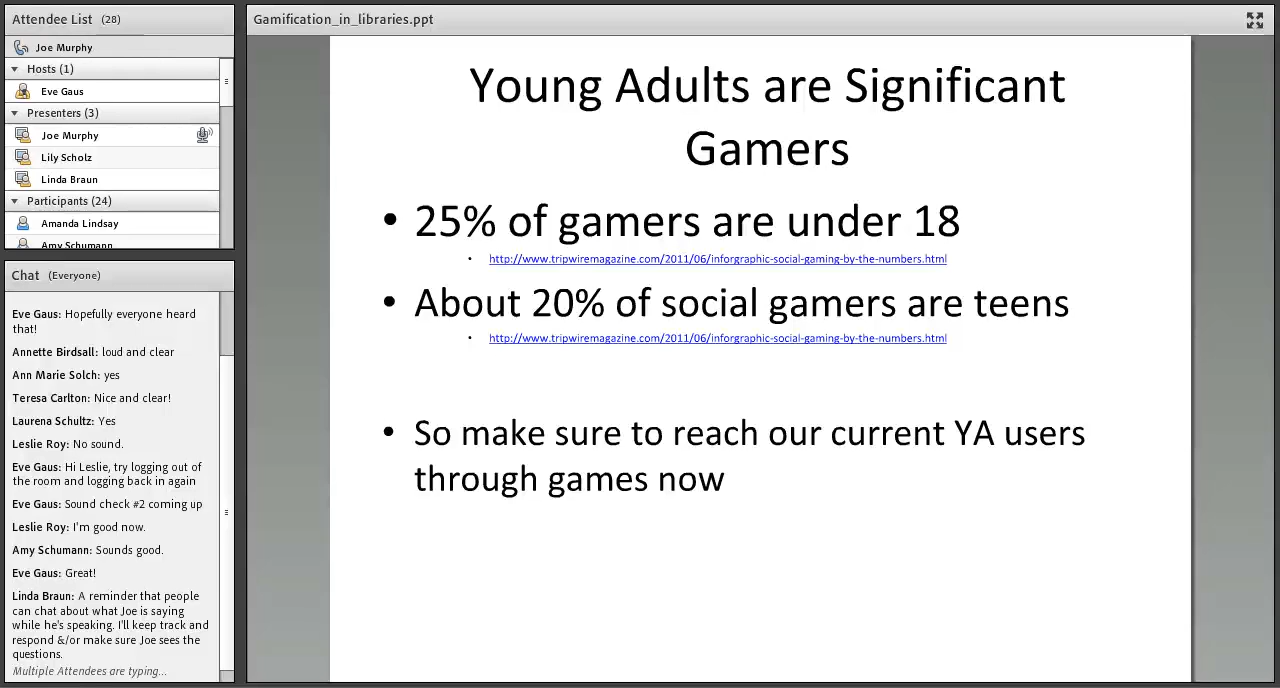 Attendee List (28)
Joe Murphy
Hosts (1)
Eve Gaus
Presenters (3)
Joe Murphy
Lily Scholz
Linda Braun
Participants (24)
Amanda Lindsay
Amy Schumann
Chat (Everyone)
Eve Gaus: Hopefully everyone heard
that!
Annette Birdsall: loud and clear
Ann Marie Solch: yes
Teresa Carlton: Nice and clear!
Laurena Schultz: Yes
Leslie Roy: No sound.
Eve Gaus: Hi Leslie, try logging out of
the room and logging back in again
Eve Gaus: Sound check #2 coming up
Leslie Roy: I'm good now.
Amy Schumann: Sounds good.
Eve Gaus: Great!
Linda Braun: A reminder that people
can chat about what Joe is saying
while he's speaking. I'll keep track and
respond &/or make sure Joe sees the
questions.
Multiple Attendees are typing...
Gamification_in_libraries.ppt
Young Adults are Significant
Gamers
• 25% of gamers are under 18
• http://www.tripwiremagazine.com/2011/06/inforgraphic-social-gaming-by-the-numbers.html
• About 20% of social gamers are teens
• http://www.tripwiremagazine.com/2011/06/inforgraphic-social-gaming-by-the-numbers.html
• So make sure to reach our current YA users
through games now